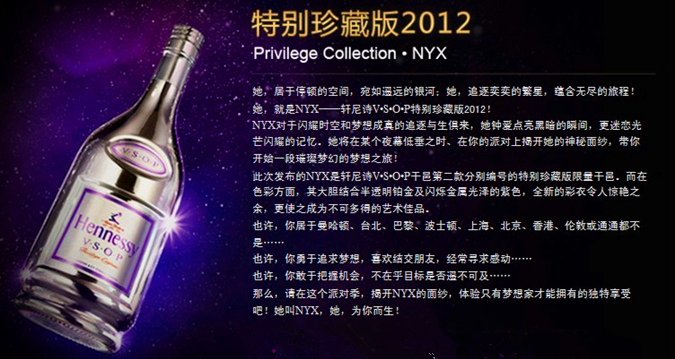 特别珍藏版2012
Privilege Collection • NYX
她，居于停顿的空间，宛如遥远的银河；她，追逐奕奕的繁星，蕴含无尽的旅程！
她，就是NYX——轩尼诗V•S•O•P特别珍藏版2012！
NYX对于闪耀时空和梦想成真的追逐与生俱来，她钟爱点亮黑暗的瞬间，更迷恋光
芒闪耀的记忆。她将在某个夜幕低垂之时、在你的派对上揭开她的神秘面纱，带你
开始一段璀璨梦幻的梦想之旅！
此次发布的NYX是轩尼诗V•S•O•P干邑第二款分别编号的特别珍藏版限量干邑。而在
色彩方面，其大胆结合半透明铂金及闪烁金属光泽的紫色，全新的彩衣令人惊艳之
余，更使之成为不可多得的艺术佳品。
也许，你居于曼哈顿、台北、巴黎、波士顿、上海、北京、香港、伦敦或通通都不
是……
也许，你勇于追求梦想，喜欢结交朋友，经常寻求感动……
也许，你敢于把握机会，不在乎目标是否遥不可及……
那么，请在这个派对季，揭开NYX的面纱，体验只有梦想家才能拥有的独特享受
吧！她叫NYX，她，为你而生！
V•S•O•P
Hennessy
V•S•O•P